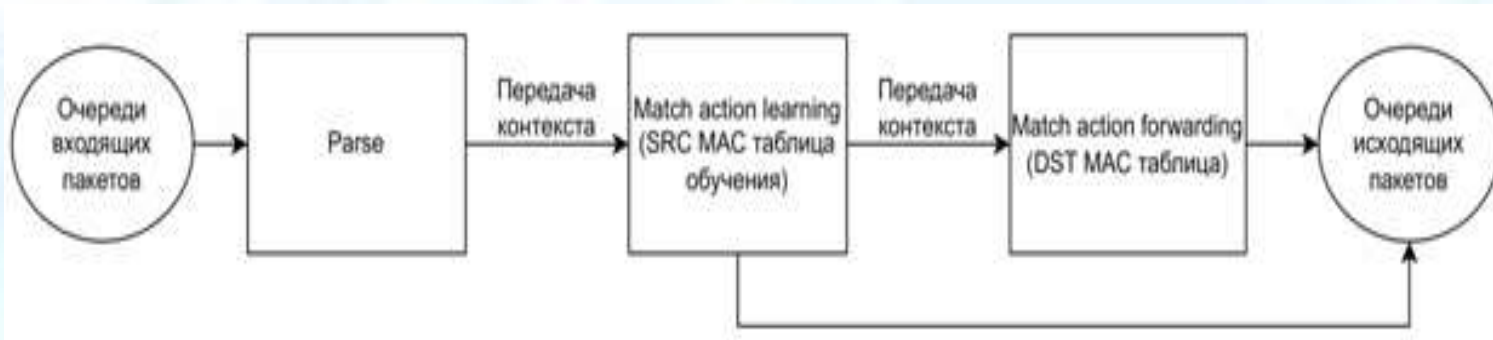 Очереди
входящих
пакетов
Parse
Передача
контекста
Match action learning
(SRC MAC таблица
обучения)
Передача
контекста
Match action forwarding
(DST MAC таблица)
Очереди
исходящих
пакетов